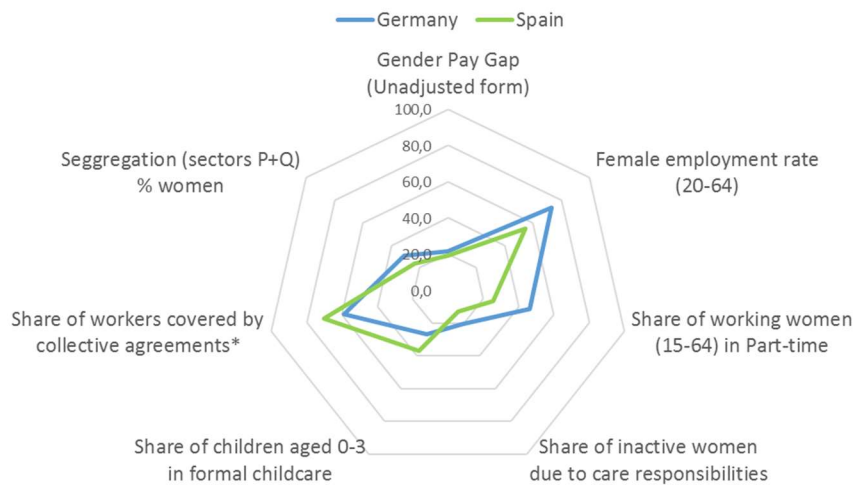 Germany Spain
Gender Pay Gap
(Unadjusted form)
100,0
80,0
60,0
40,0
20,0
0,0
Seggregation (sectors P+Q)
% women
Female employment rate
(20-64)
Share of workers covered by
collective agreements*
Share of working women
(15-64) in Part-time
Share of children aged 0-3
in formal childcare
Share of inactive women
due to care responsibilities